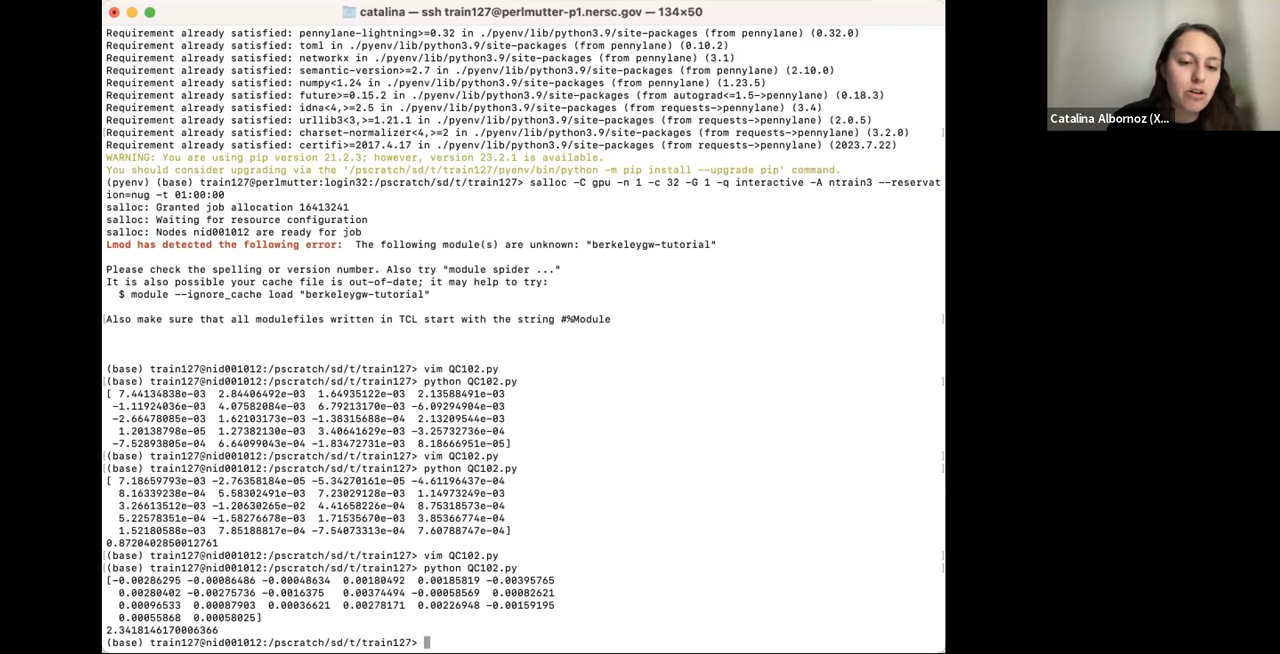 catalina — ssh train127@perlmutter-p1.nersc.gov — 134×50
Requirement already satisfied: pennylane-lightning>=0.32 in ./pyenv/lib/python3.9/site-packages (from pennylane) (0.32.0)
Requirement already satisfied: toml in ./pyenv/lib/python3.9/site-packages (from pennylane) (0.10.2)
Requirement already satisfied: networkx in ./pyenv/lib/python3.9/site-packages (from pennylane) (3.1)
Requirement already satisfied: semantic-version>=2.7 in ./pyenv/lib/python3.9/site-packages (from pennylane) (2.10.0)
Requirement already satisfied: numpy<1.24 in ./pyenv/lib/python3.9/site-packages (from pennylane) (1.23.5)
Requirement already satisfied: future>=0.15.2 in ./pyenv/lib/python3.9/site-packages (from autograd<=1.5->pennylane) (0.18.3)
Requirement already satisfied: idna<4,>=2.5 in ./pyenv/lib/python3.9/site-packages (from requests->pennylane) (3.4)
Requirement already satisfied: urllib3<3,>=1.21.1 in ./pyenv/lib/python3.9/site-packages (from requests->pennylane) (2.0.5)
Requirement already satisfied: charset-normalizer<4,>=2 in ./pyenv/lib/python3.9/site-packages (from requests->pennylane) (3.2.0)
Requirement already satisfied: certifi>=2017.4.17 in ./pyenv/lib/python3.9/site-packages (from requests->pennylane) (2023.7.22)
WARNING: You are using pip version 21.2.3; however, version 23.2.1 is available.
You should consider upgrading via the '/pscratch/sd/t/train127/pyenv/bin/python -m pip install --upgrade pip' command.
(pyenv) (base) train127@perlmutter:login32:/pscratch/sd/t/train127> salloc -C gpu -n 1 -c 32 -G 1 -q interactive -A ntrain3 --reservat
ion=nug -t 01:00:00
salloc: Granted job allocation 16413241
salloc: Waiting for resource configuration
salloc: Nodes nid001012 are ready for job
Lmod has detected the following error:  The following module(s) are unknown: "berkeleygw-tutorial"
Please check the spelling or version number. Also try "module spider ..."
It is also possible your cache file is out-of-date; it may help to try:
  $ module --ignore_cache load "berkeleygw-tutorial"
Also make sure that all modulefiles written in TCL start with the string #%Module
(base) train127@nid001012:/pscratch/sd/t/train127> vim QC102.py
(base) train127@nid001012:/pscratch/sd/t/train127> python QC102.py
[ 7.44134838e-03  2.84406492e-03  1.64935122e-03  2.13588491e-03
 -1.11924036e-03  4.07582084e-03  6.79213170e-03 -6.09294904e-03
 -2.66478085e-03  1.62103173e-03 -1.38315688e-04  2.13209544e-03
  1.20138798e-05  1.27382130e-03  3.40641629e-03 -3.25732736e-04
 -7.52893805e-04  6.64099043e-04 -1.83472731e-03  8.18666951e-05]
(base) train127@nid001012:/pscratch/sd/t/train127> vim QC102.py
(base) train127@nid001012:/pscratch/sd/t/train127> python QC102.py
[ 7.18659793e-03 -2.76358184e-05 -5.34270161e-05 -4.61196437e-04
  8.16339238e-04  5.58302491e-03  7.23029128e-03  1.14973249e-03
  3.26613512e-03 -1.20630265e-02  4.41658226e-04  8.75318573e-04
  5.22578351e-04 -1.58276678e-03  1.71535670e-03  3.85366774e-04
  1.52180588e-03  7.85188817e-04 -7.54073313e-04  7.60788747e-04]
0.8720402850012761
(base) train127@nid001012:/pscratch/sd/t/train127> vim QC102.py
(base) train127@nid001012:/pscratch/sd/t/train127> python QC102.py
[-0.00286295 -0.00086486 -0.00048634  0.00180492  0.00185819 -0.00395765
  0.00280402 -0.00275736 -0.0016375   0.00374494 -0.00058569  0.00082621
  0.00096533  0.00087903  0.00036621  0.00278171  0.00226948 -0.00159195
  0.00055868  0.00058025]
2.3418146170006366
(base) train127@nid001012:/pscratch/sd/t/train127>
Catalina Albornoz (X...